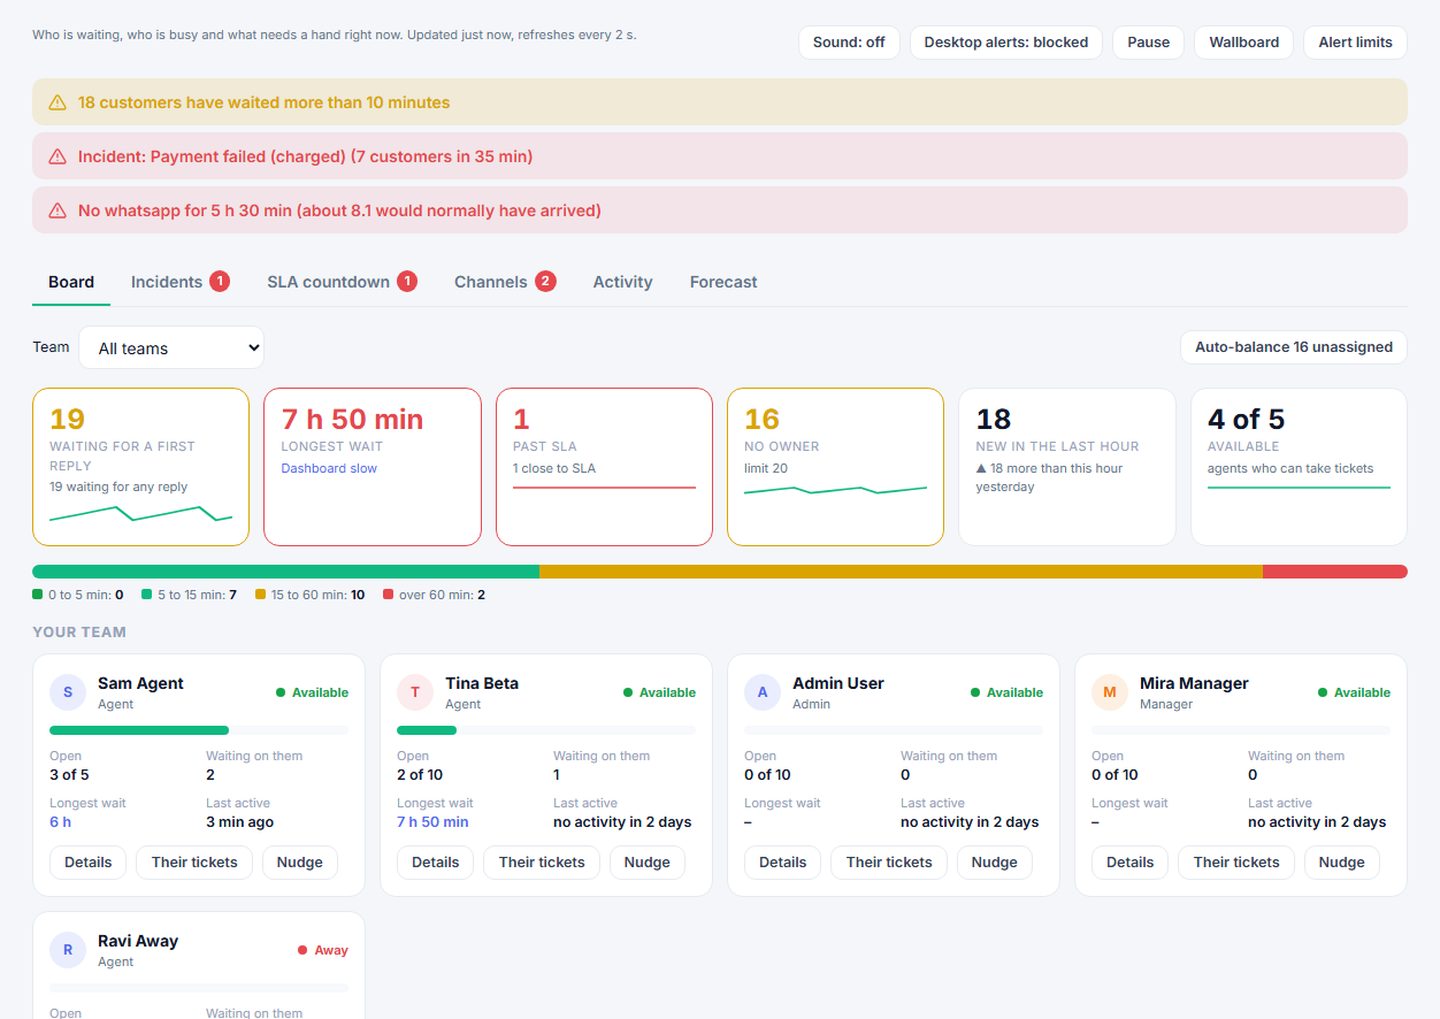 Who is waiting, who is busy and what needs a hand right now. Updated just now, refreshes every 2 s.
Sound: off
Desktop alerts: blocked
Pause
Wallboard
Alert limits
18 customers have waited more than 10 minutes
Incident: Payment failed (charged) (7 customers in 35 min)
No whatsapp for 5 h 30 min (about 8.1 would normally have arrived)
Board
Incidents 1
SLA countdown 1
Channels 2
Activity
Forecast
Team
All teams
Auto-balance 16 unassigned
19
WAITING FOR A FIRST
REPLY
19 waiting for any reply
7 h 50 min
LONGEST WAIT
Dashboard slow
1
PAST SLA
1 close to SLA
16
NO OWNER
limit 20
18
NEW IN THE LAST HOUR
▲ 18 more than this hour
yesterday
4 of 5
AVAILABLE
agents who can take tickets
0 to 5 min: 0
5 to 15 min: 7
15 to 60 min: 10
over 60 min: 2
YOUR TEAM
S
Sam Agent
Agent
Available
Open
Waiting on them
3 of 5
2
Longest wait
Last active
6 h
3 min ago
Details
Their tickets
Nudge
T
Tina Beta
Agent
Available
Open
Waiting on them
2 of 10
1
Longest wait
Last active
7 h 50 min
no activity in 2 days
Details
Their tickets
Nudge
A
Admin User
Admin
Available
Open
Waiting on them
0 of 10
0
Longest wait
Last active
–
no activity in 2 days
Details
Their tickets
Nudge
M
Mira Manager
Manager
Available
Open
Waiting on them
0 of 10
0
Longest wait
Last active
–
no activity in 2 days
Details
Their tickets
Nudge
R
Ravi Away
Agent
Away
Open
Waiting on them